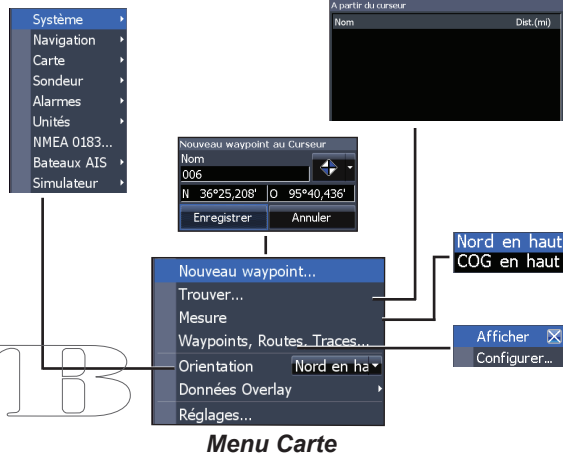 Système
Navigation
Carte
Sondeur
Alarmes
Unités
NMEA 0183...
Bateaux AIS
Simulateur
A partir du curseur
Nom Dist.(mi)
Nouveau waypoint au Curseur
Nom
006
N 36°25,208' O 95°40,436'
Enregistrer Annuler
Nord en haut
COG en haut
Nouveau waypoint...
Trouver...
Mesure
Waypoints, Routes, Traces...
Orientation Nord en ha
Données Overlay
Réglages...
Afficher
Configurer...
1B
Menu Carte